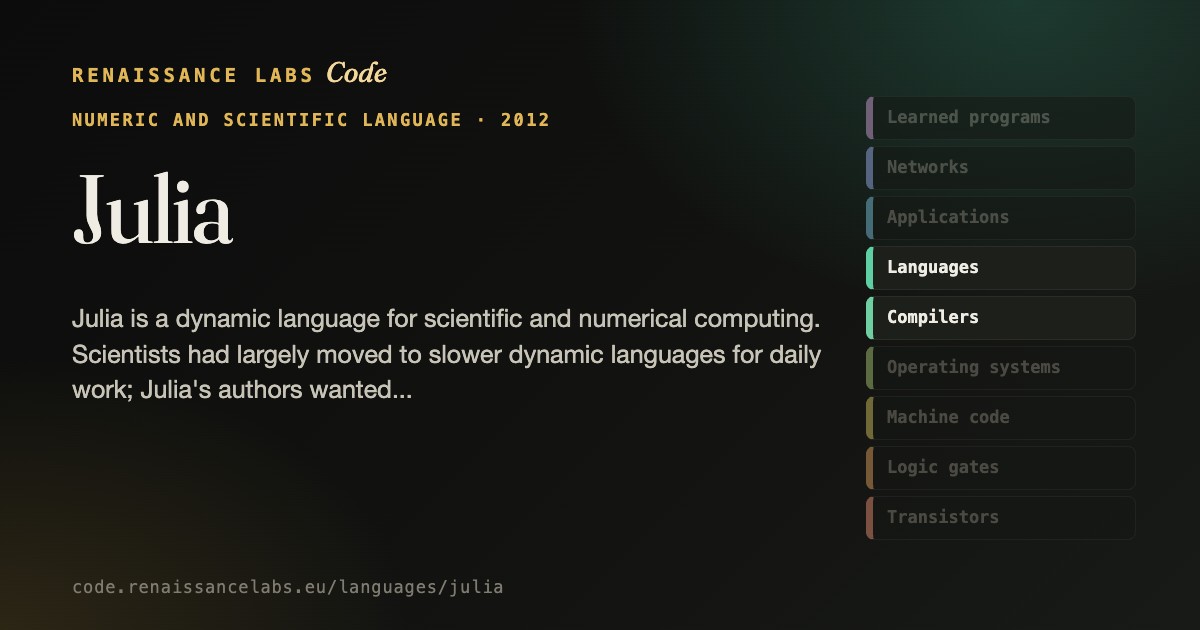 RENAISSANCE LABS Code
NUMERIC AND SCIENTIFIC LANGUAGE · 2012
Julia
Julia is a dynamic language for scientific and numerical computing.
Scientists had largely moved to slower dynamic languages for daily
work; Julia's authors wanted...
Learned programs
Networks
Applications
Languages
Compilers
Operating systems
Machine code
Logic gates
Transistors
code.renaissancelabs.eu/languages/julia